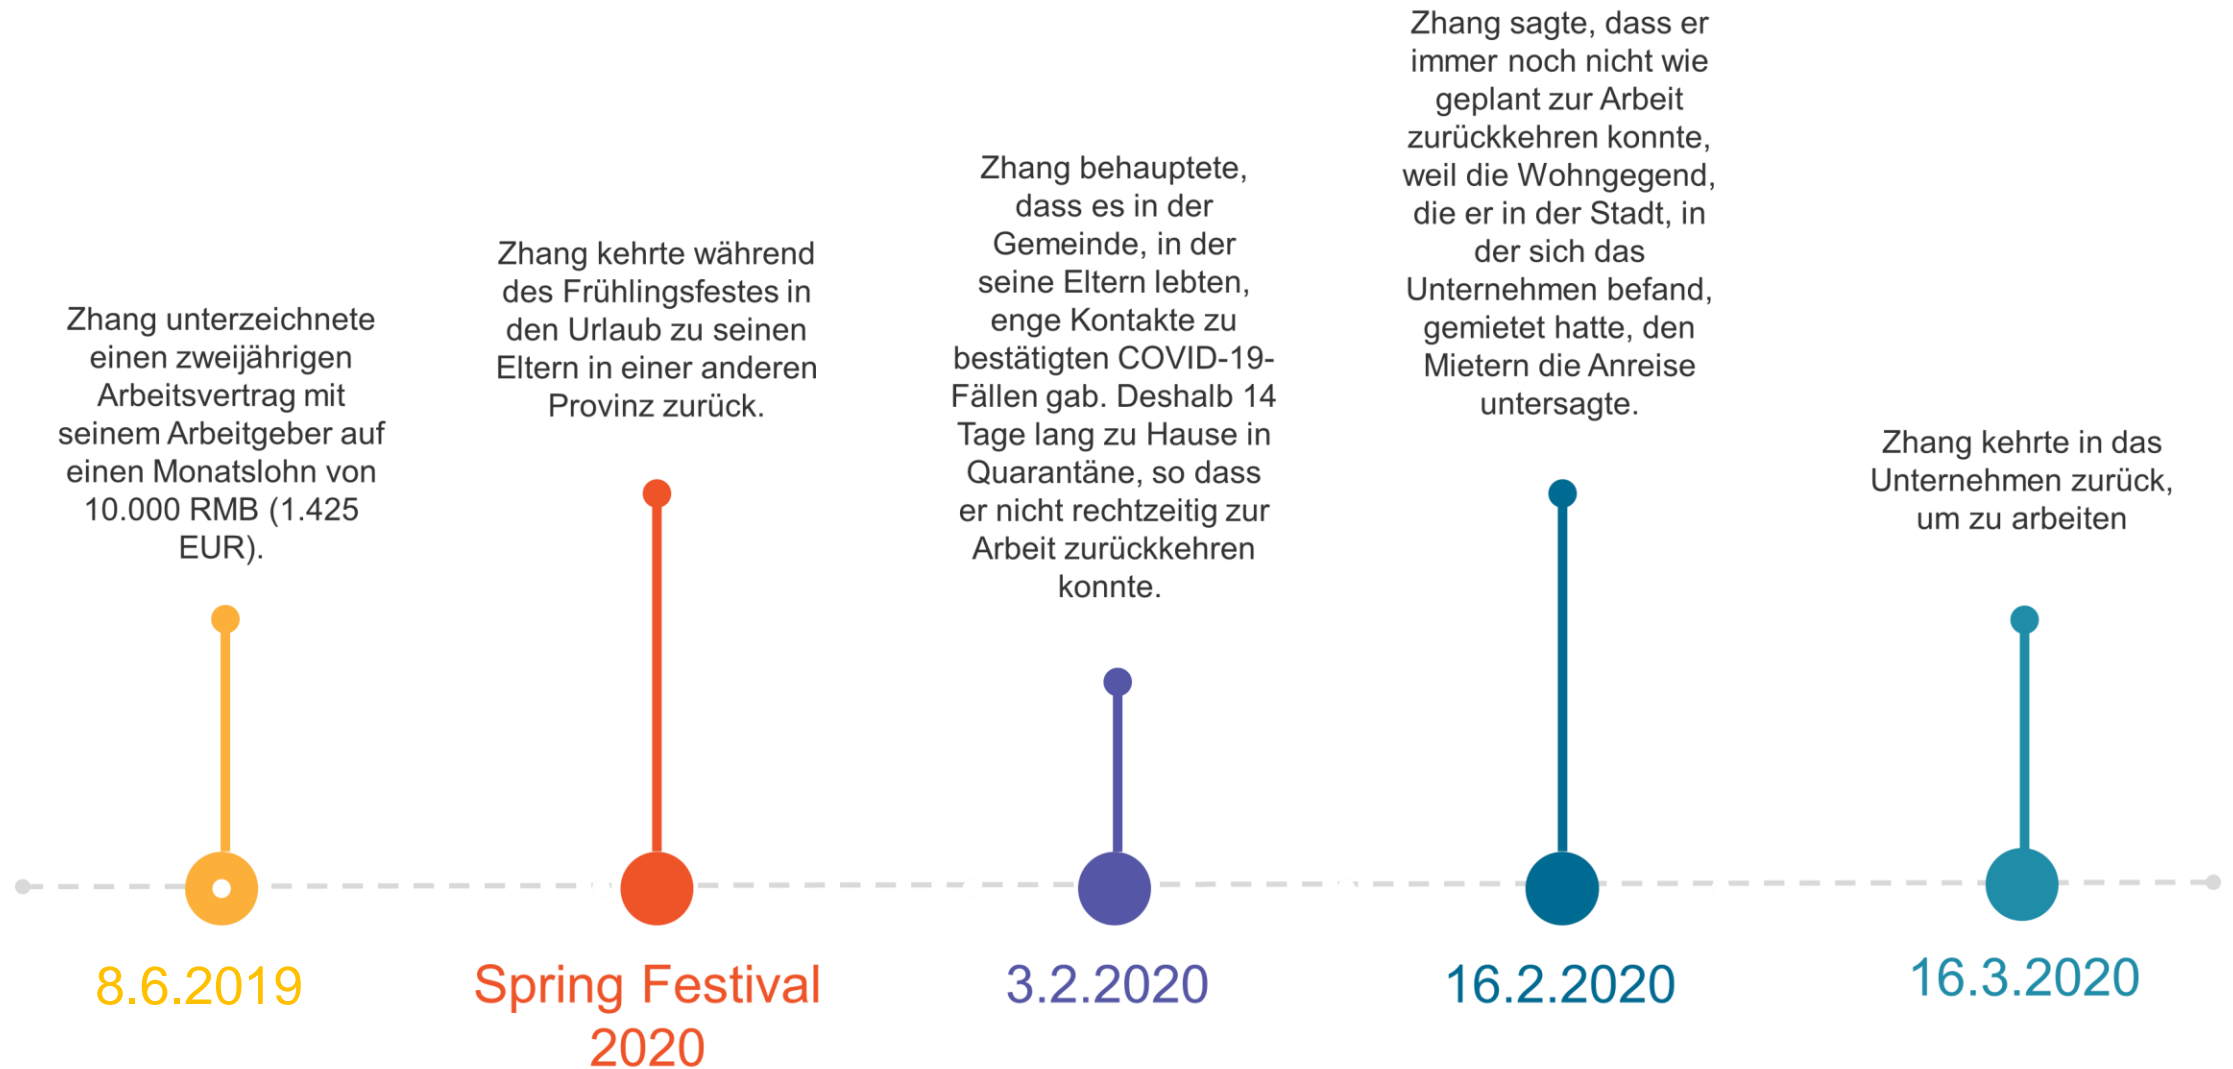 Zhang unterzeichnete
einen zweijährigen
Arbeitsvertrag mit
seinem Arbeitgeber auf
einen Monatslohn von
10.000 RMB (1.425
EUR).
8.6.2019
Zhang kehrte während
des Frühlingsfestes in
den Urlaub zu seinen
Eltern in einer anderen
Provinz zurück.
Spring Festival
2020
Zhang behauptete,
dass es in der
Gemeinde, in der
seine Eltern lebten,
enge Kontakte zu
bestätigten COVID-19-
Fällen gab. Deshalb 14
Tage lang zu Hause in
Quarantäne, so dass
er nicht rechtzeitig zur
Arbeit zurückkehren
konnte.
3.2.2020
Zhang sagte, dass er
immer noch nicht wie
geplant zur Arbeit
zurückkehren konnte,
weil die Wohngegend,
die er in der Stadt, in
der sich das
Unternehmen befand,
gemietet hatte, den
Mietern die Anreise
untersagte.
16.2.2020
Zhang kehrte in das
Unternehmen zurück,
um zu arbeiten
16.3.2020